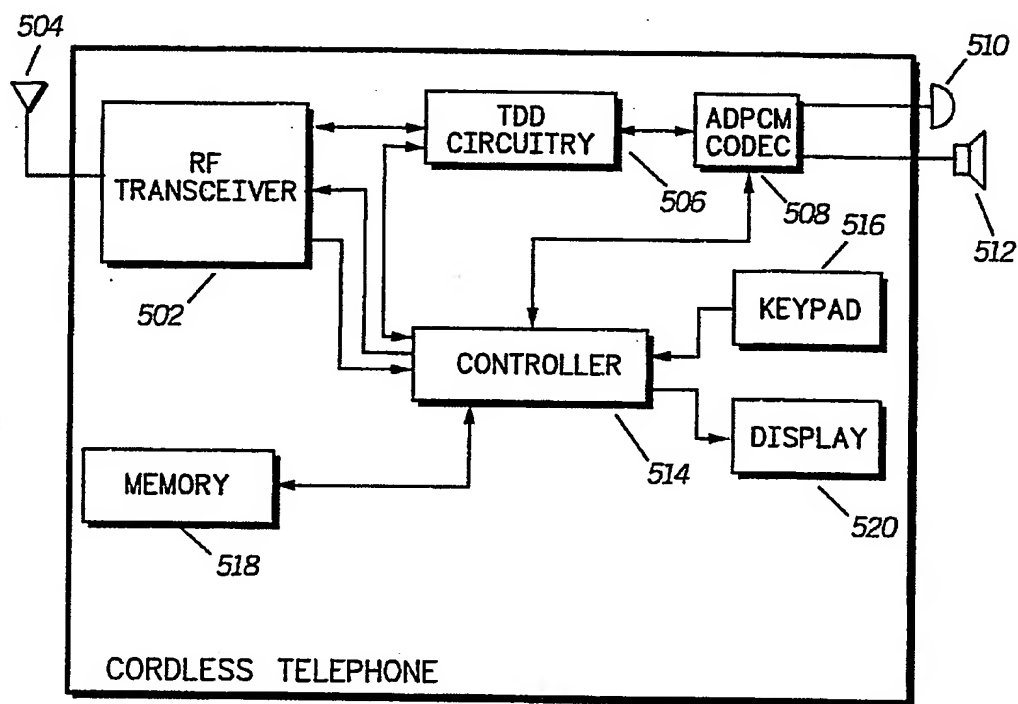 504
510
RF
TRANSCEIVER
TDD
CIRCUITRY
ADPCM
CODEC
506
508
512
502
516
KEYPAD
CONTROLLER
514
DISPLAY
520
MEMORY
518
CORDLESS TELEPHONE